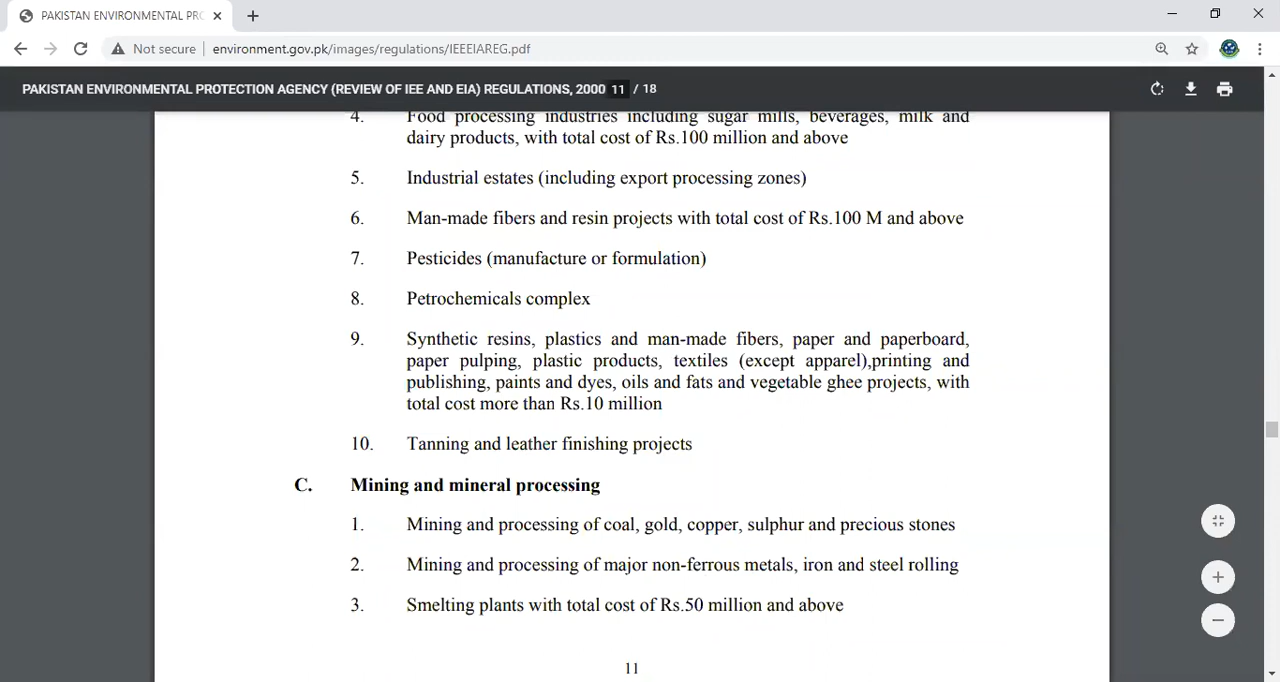 PAKISTAN ENVIRONMENTAL PRO
Not secure environment.gov.pk/images/regulations/IEEEIAREG.pdf
PAKISTAN ENVIRONMENTAL PROTECTION AGENCY (REVIEW OF IEE AND EIA) REGULATIONS, 2000 11 / 18
4. Food processing industries including sugar mills, beverages, milk and
dairy products, with total cost of Rs.100 million and above
5. Industrial estates (including export processing zones)
6. Man-made fibers and resin projects with total cost of Rs.100 M and above
7. Pesticides (manufacture or formulation)
8. Petrochemicals complex
9. Synthetic resins, plastics and man-made fibers, paper and paperboard,
paper pulping, plastic products, textiles (except apparel),printing and
publishing, paints and dyes, oils and fats and vegetable ghee projects, with
total cost more than Rs.10 million
10. Tanning and leather finishing projects
C. Mining and mineral processing
1. Mining and processing of coal, gold, copper, sulphur and precious stones
2. Mining and processing of major non-ferrous metals, iron and steel rolling
3. Smelting plants with total cost of Rs.50 million and above
11